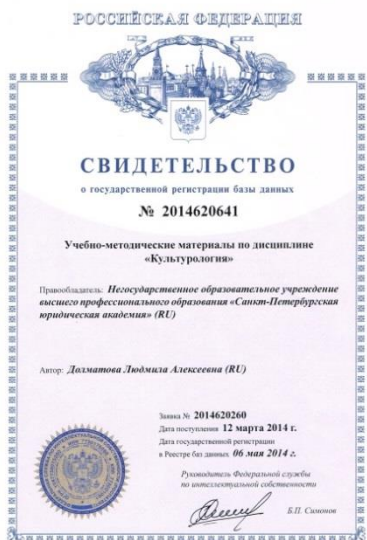 РОССИЙСКАЯ ФЕДЕРАЦИЯ
СВИДЕТЕЛЬСТВО
о государственной регистрации базы данных
№ 2014620641
Учебно-методические материалы по дисциплине
«Культурология»
Правообладатель: Негосударственное образовательное учреждение
высшего профессионального образования «Санкт-Петербургская
юридическая академия» (RU)
Автор: Долматова Людмила Алексеевна (RU)
Заявка № 2014620260
Дата поступления 12 марта 2014 г.
Дата государственной регистрации
в Реестре баз данных 06 мая 2014 г.
Руководитель Федеральной службы
по интеллектуальной собственности
Б.П. Симонов